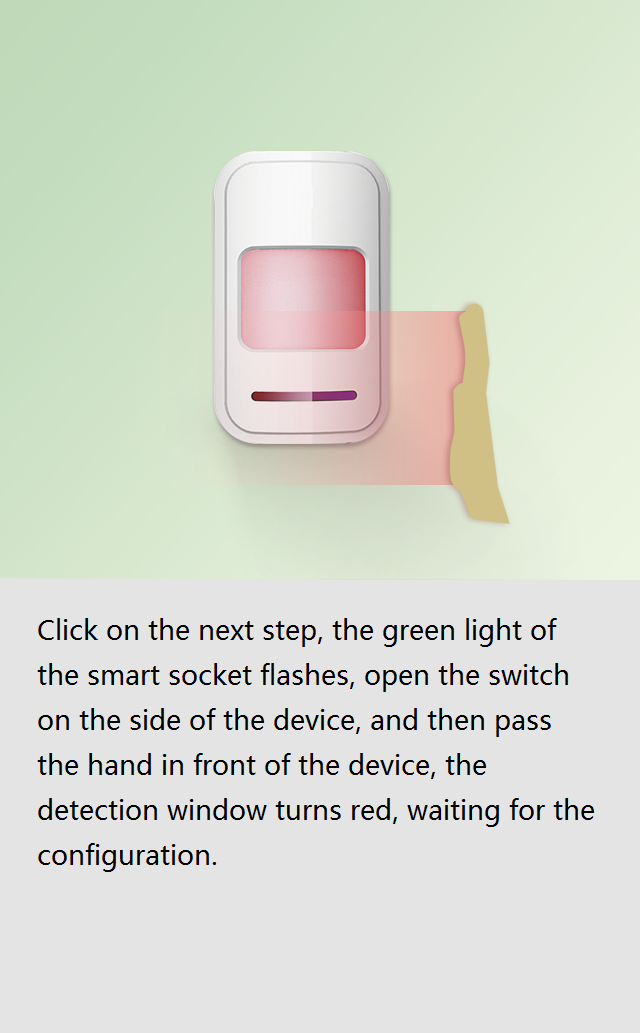 Click on the next step, the green light of
the smart socket flashes, open the switch
on the side of the device, and then pass
the hand in front of the device, the
detection window turns red, waiting for the
configuration.